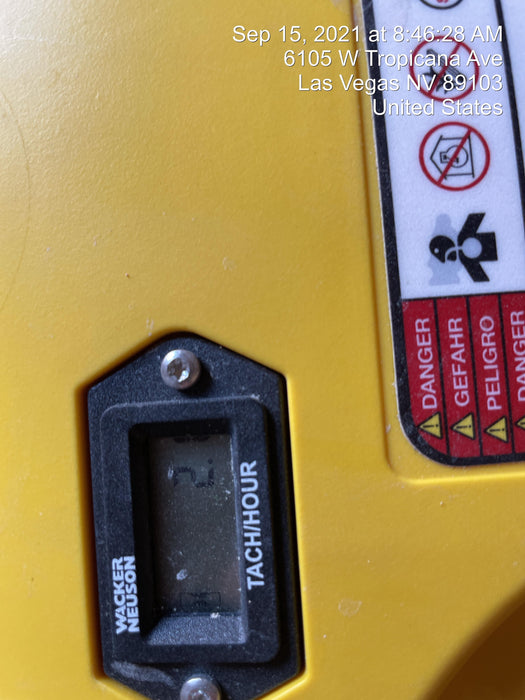 Sep 15, 2021 at 8:46:28 AM
6105 W Tropicana Ave
Las Vegas NV 89103
United States
DANGER
GEFAHR
PELIGRO
DANGER
WACKER
NEUSON
TACH/HOUR